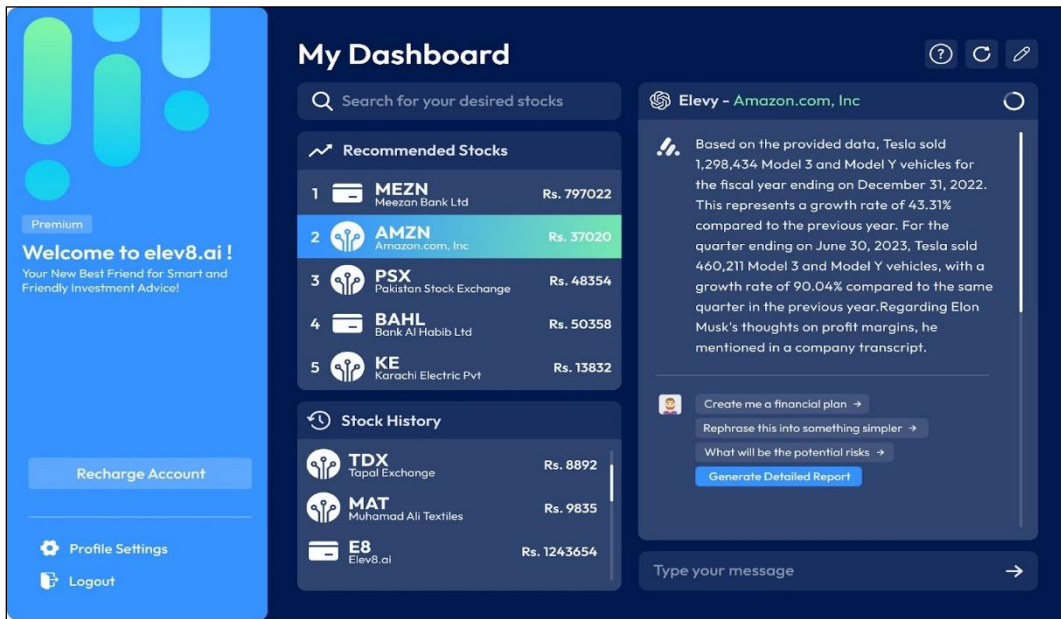 Premium
Welcome to elev8.ai !
Your New Best Friend for Smart and
Friendly Investment Advice!
Recharge Account
Profile Settings
Logout
My Dashboard
Search for your desired stocks
Recommended Stocks
1 MEZN Rs. 797022
Meezan Bank Ltd
2 AMZN Rs. 37020
Amazon.com, Inc
3 PSX Rs. 48354
Pakistan Stock Exchange
4 BAHL Rs. 50358
Bank Al Habib Ltd
5 KE Rs. 13832
Karachi Electric Pvt
Stock History
TDX Rs. 8892
Tapal Exchange
MAT Rs. 9835
Muhamad Ali Textiles
E8 Rs. 1243654
Elev8.ai
?
Elevy - Amazon.com, Inc
Based on the provided data, Tesla sold
1,298,434 Model 3 and Model Y vehicles for
the fiscal year ending on December 31, 2022.
This represents a growth rate of 43.31%
compared to the previous year. For the
quarter ending on June 30, 2023, Tesla sold
460,211 Model 3 and Model Y vehicles, with a
growth rate of 90.04% compared to the same
quarter in the previous year.Regarding Elon
Musk's thoughts on profit margins, he
mentioned in a company transcript.
Create me a financial plan →
Rephrase this into something simpler →
What will be the potential risks →
Generate Detailed Report
Type your message →